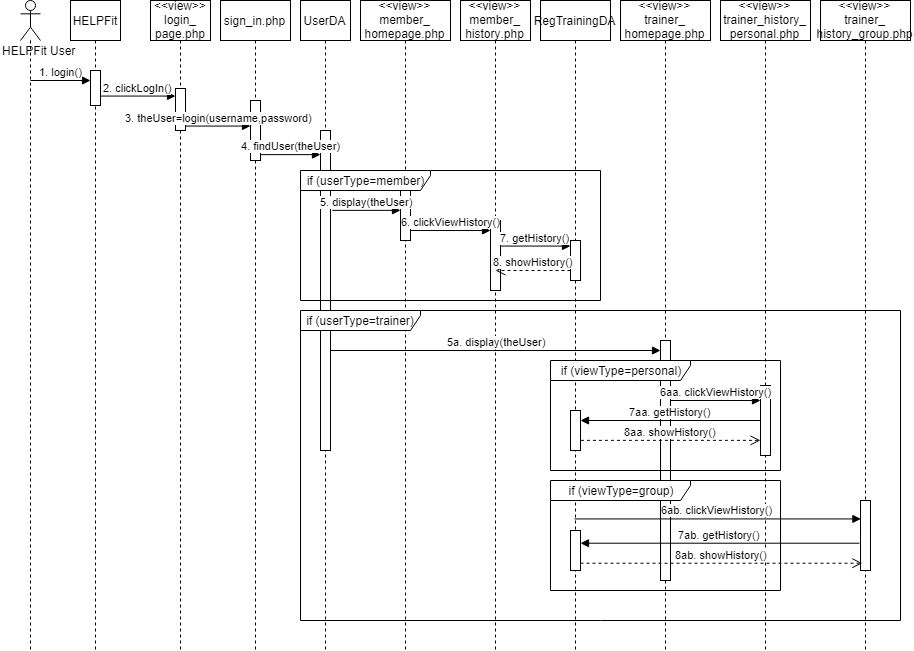 HELPFit User
HELPFit
<<view>>
login_
page.php
sign_in.php
UserDA
<<view>>
member_
homepage.php
<<view>>
member_
history.php
RegTrainingDA
<<view>>
trainer_
homepage.php
<<view>>
trainer_history_
personal.php
<<view>>
trainer_
history_group.php
1. login()
2. clickLogIn()
3. theUser=login(username,password)
4. findUser(theUser)
if (userType=member)
5. display(theUser)
6. clickViewHistory()
7. getHistory()
8. showHistory()
if (userType=trainer)
5a. display(theUser)
if (viewType=personal)
6aa. clickViewHistory()
7aa. getHistory()
8aa. showHistory()
if (viewType=group)
6ab. clickViewHistory()
7ab. getHistory()
8ab. showHistory()